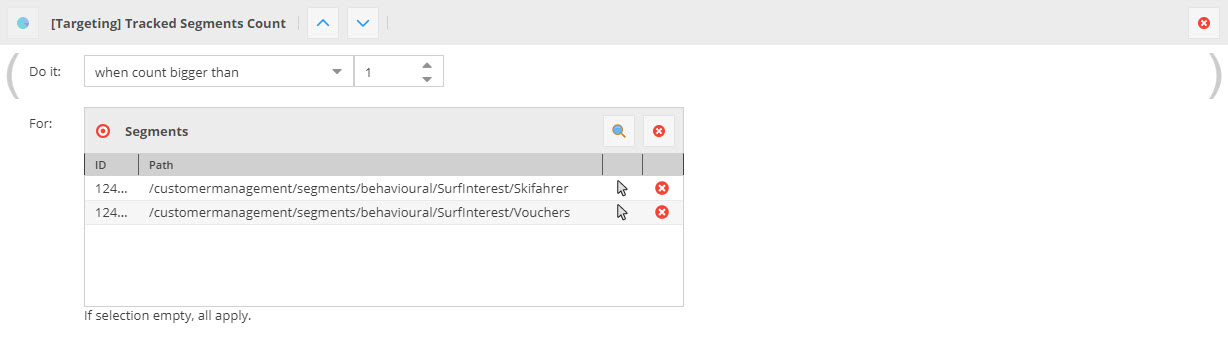 [Targeting] Tracked Segments Count
Do it: when count bigger than 1
For: Segments
ID Path
124... /customermanagement/segments/behavioural/SurfInterest/Skifahrer
124... /customermanagement/segments/behavioural/SurfInterest/Vouchers
If selection empty, all apply.